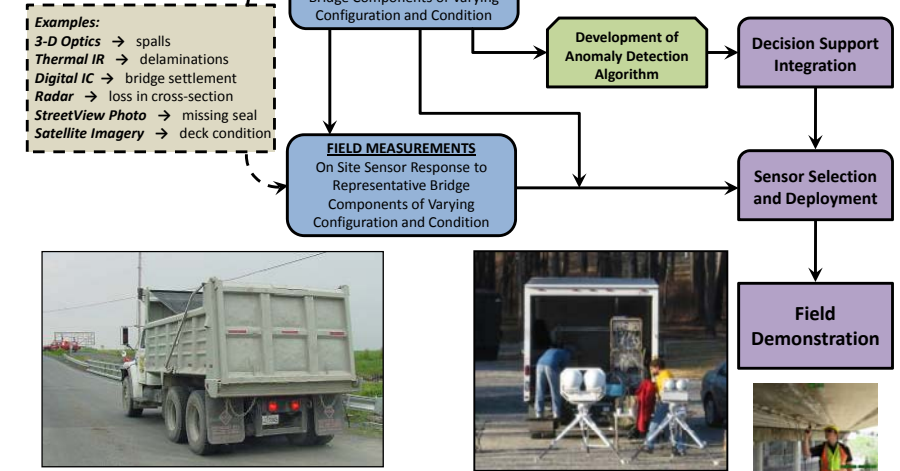 Bridge Components of Varying
Configuration and Condition
Examples:
3-D Optics → spalls
Thermal IR → delaminations
Digital IC → bridge settlement
Radar → loss in cross-section
StreetView Photo → missing seal
Satellite Imagery → deck condition
Development of
Anomaly Detection
Algorithm
Decision Support
Integration
FIELD MEASUREMENTS
On Site Sensor Response to
Representative Bridge
Components of Varying
Configuration and Condition
Sensor Selection
and Deployment
Field
Demonstration